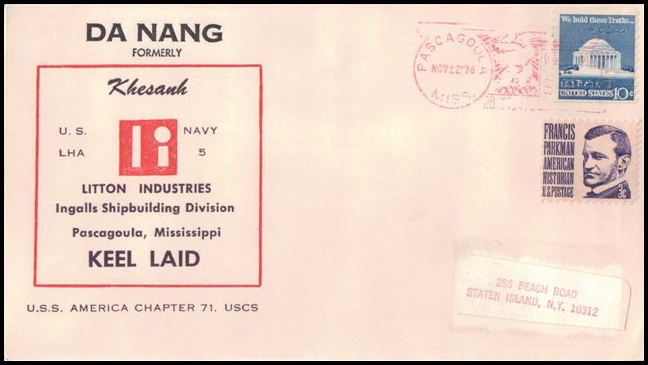 DA NANG
FORMERLY
Khesanh
U. S. NAVY
LHA 5
li
LITTON INDUSTRIES
Ingalls Shipbuilding Division
Pascagoula, Mississippi
KEEL LAID
U.S.S. AMERICA CHAPTER 71, USCS
PASCAGOULA
NOV 12 '76
MISS.
We hold these Truths...
UNITED STATES 10c
FRANCIS
PARKMAN
AMERICAN
HISTORIAN
U.S. POSTAGE
3c
266 BEACH ROAD
STATEN ISLAND, N.Y. 10312